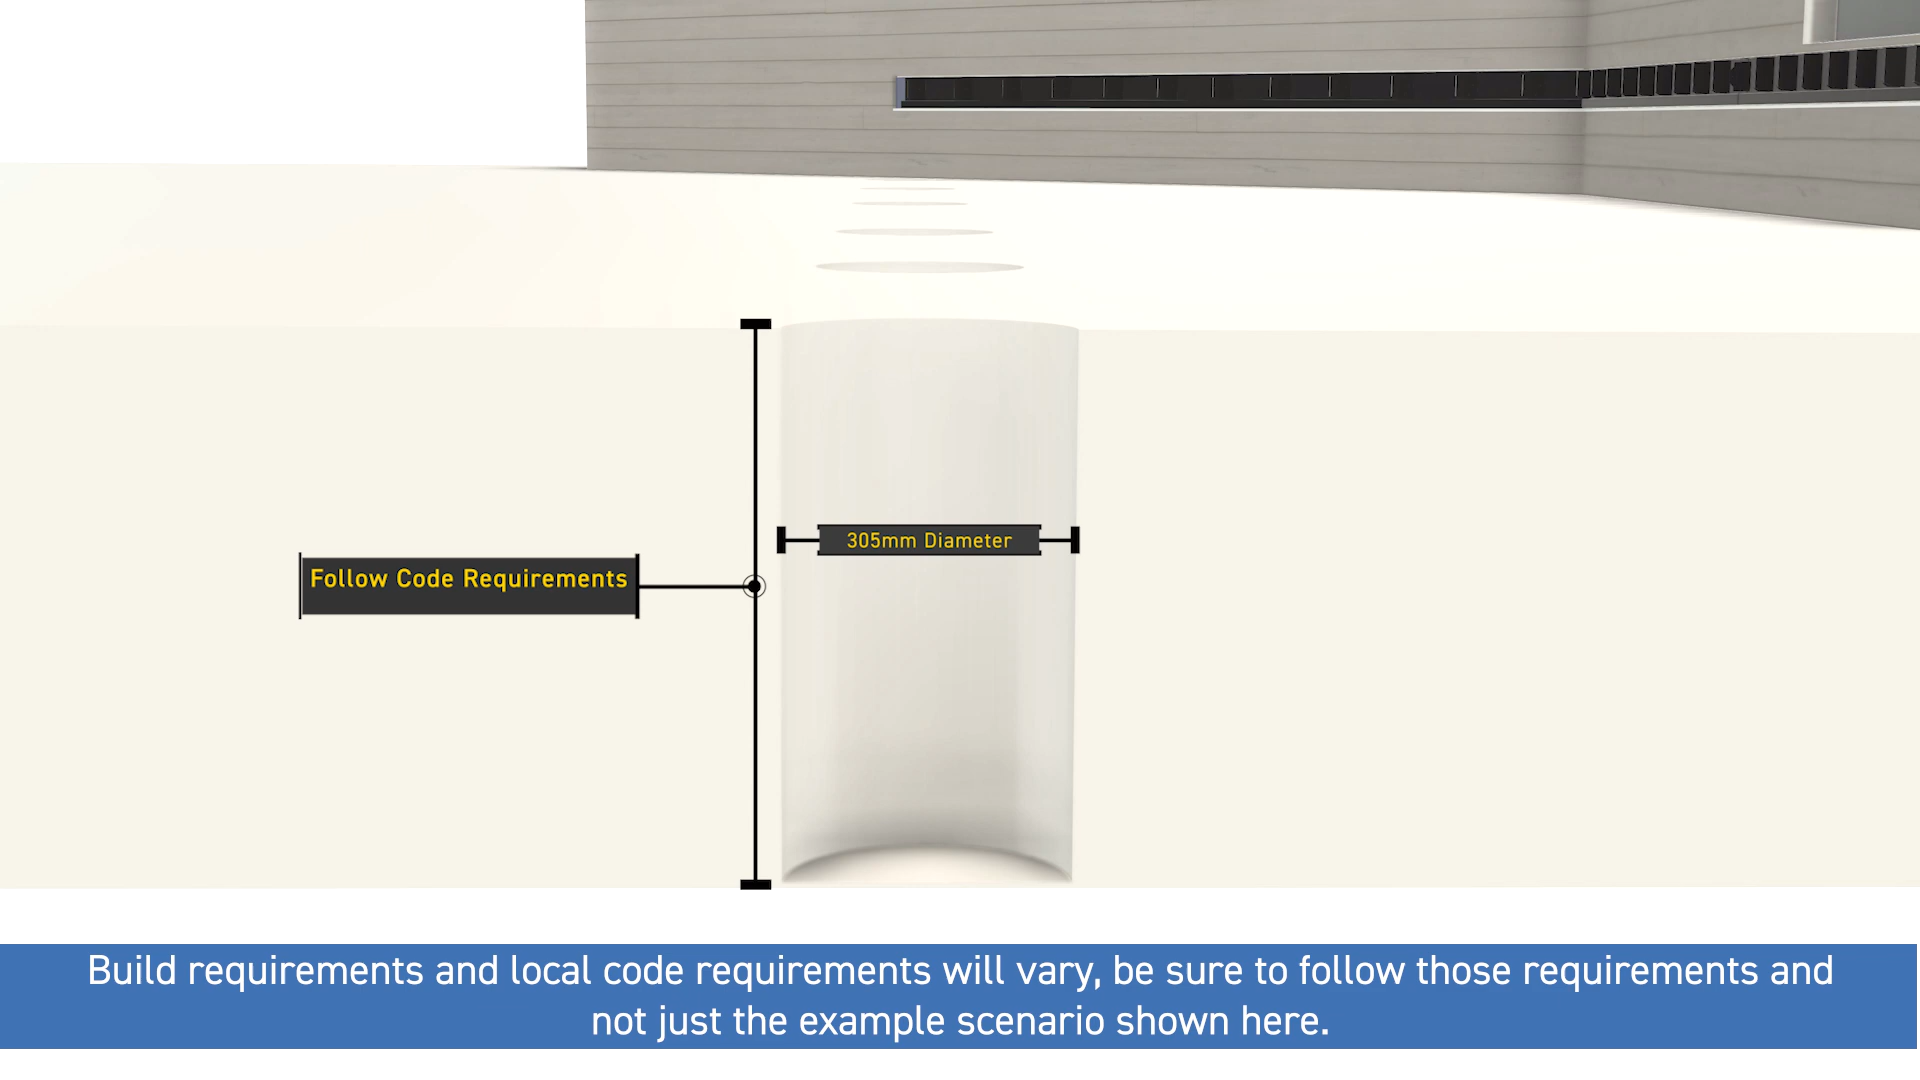 305mm Diameter
Follow Code Requirements
Build requirements and local code requirements will vary, be sure to follow those requirements and
not just the example scenario shown here.